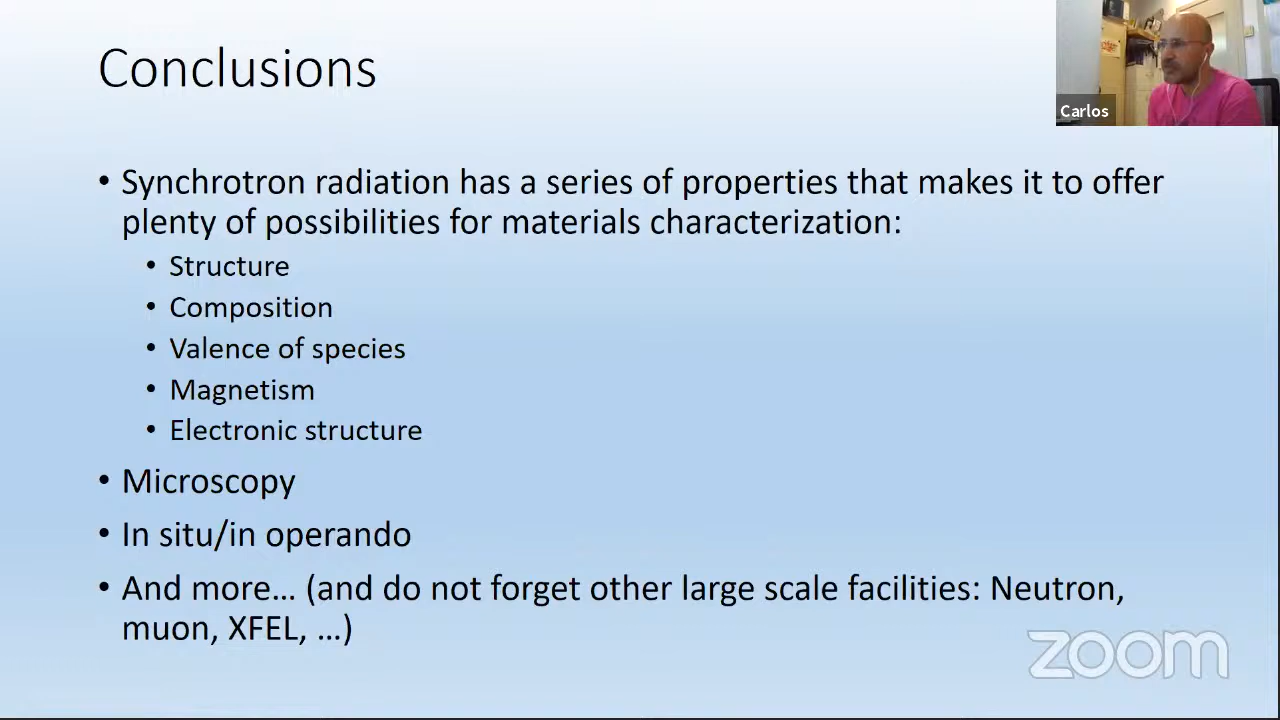 Conclusions
Carlos
• Synchrotron radiation has a series of properties that makes it to offer
plenty of possibilities for materials characterization:
• Structure
• Composition
• Valence of species
• Magnetism
• Electronic structure
• Microscopy
• In situ/in operando
• And more... (and do not forget other large scale facilities: Neutron,
muon, XFEL, ...)
zoom